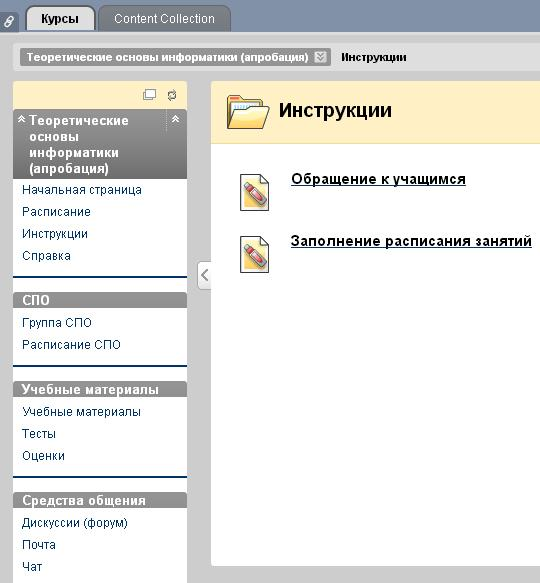 Курсы
Content Collection
Теоретические основы информатики (апробация)
Инструкции
Теоретические
основы
информатики
(апробация)
Начальная страница
Расписание
Инструкции
Справка
СПО
Группа СПО
Расписание СПО
Учебные материалы
Учебные материалы
Тесты
Оценки
Средства общения
Дискуссии (форум)
Почта
Чат
Инструкции
Обращение к учащимся
Заполнение расписания занятий